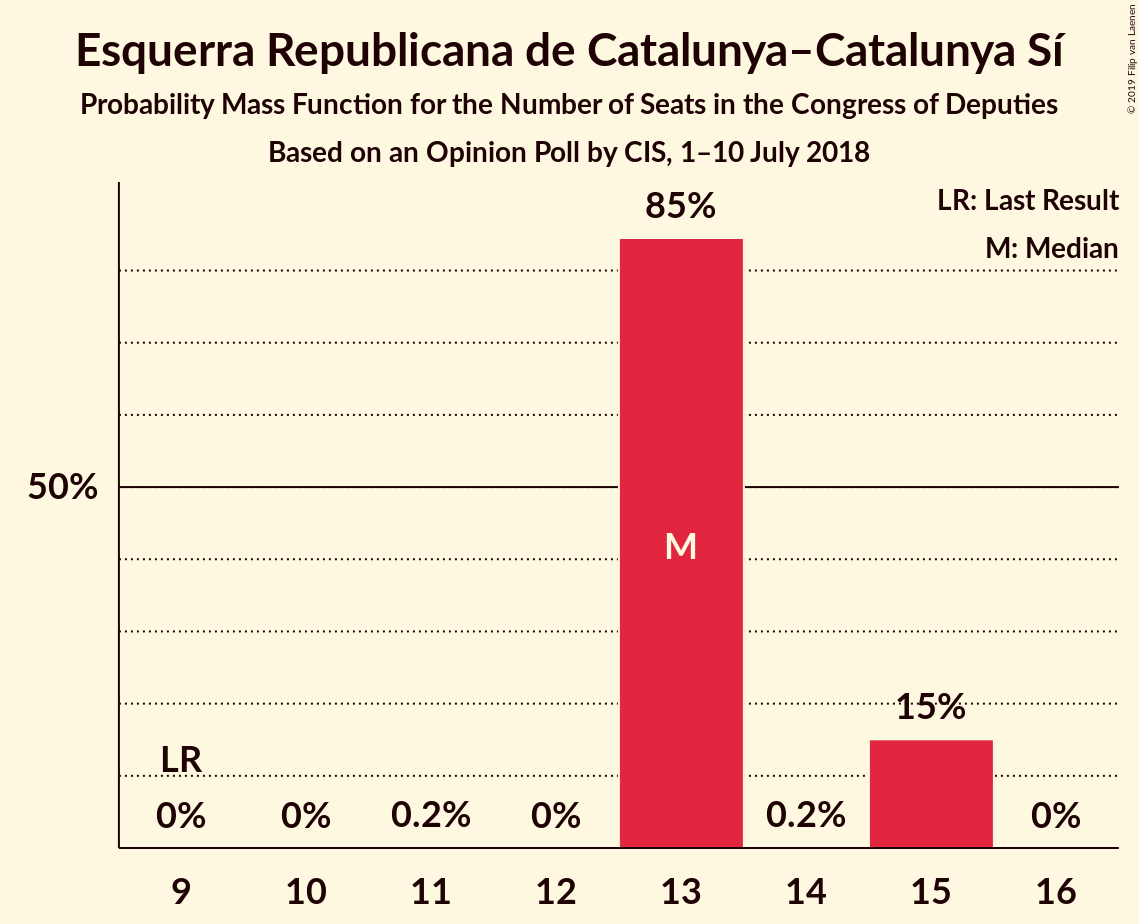 Esquerra Republicana de Catalunya–Catalunya Sí
Probability Mass Function for the Number of Seats in the Congress of Deputies
Based on an Opinion Poll by CIS, 1–10 July 2018
© 2019 Filip van Laenen
LR: Last Result
M: Median
85%
50%
M
15%
LR
0% 0% 0.2% 0% 0.2% 0%
9 10 11 12 13 14 15 16